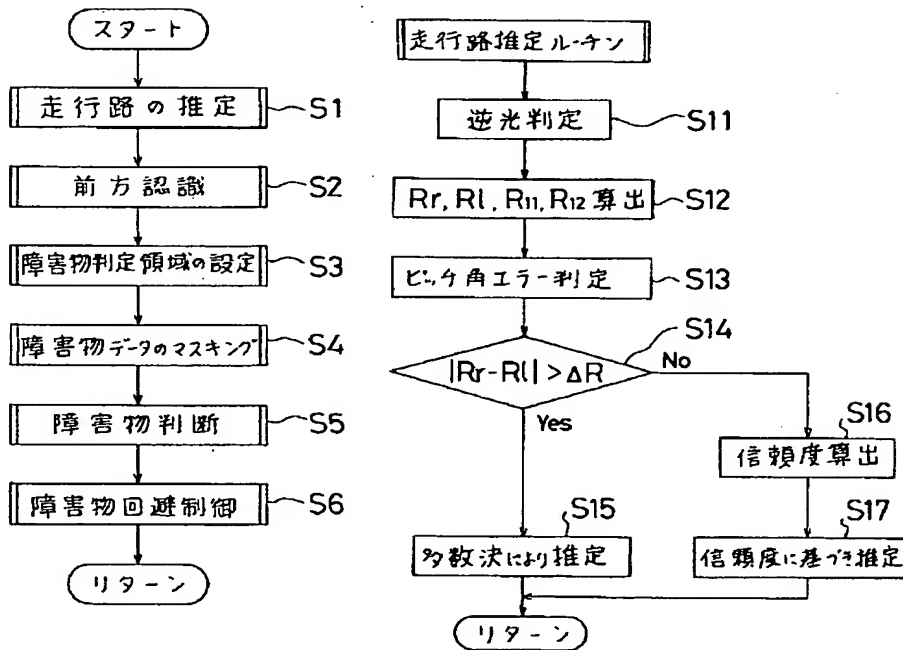 スタート
走行路の推定
S1
前方認識
S2
障害物判定領域の設定
S3
障害物データのマスキング
S4
障害物判断
S5
障害物回避制御
S6
リターン
走行路推定ルーチン
逆光判定
S11
Rr, Rl, R11, R12 算出
S12
ピッチ角エラー判定
S13
|Rr-Rl| > ΔR
S14
No
Yes
信頼度算出
S16
多数決により推定
S15
信頼度に基づき推定
S17
リターン